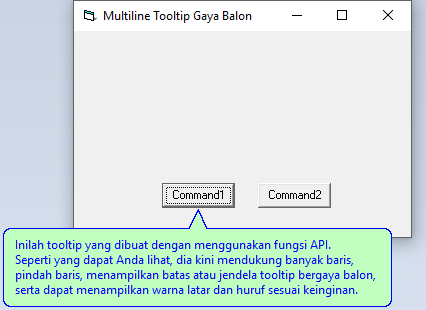 Multiline Tooltip Gaya Balon
Command1
Command2
Inilah tooltip yang dibuat dengan menggunakan fungsi API.
Seperti yang dapat Anda lihat, dia kini mendukung banyak baris,
pindah baris, menampilkan batas atau jendela tooltip bergaya balon,
serta dapat menampilkan warna latar dan huruf sesuai keinginan.